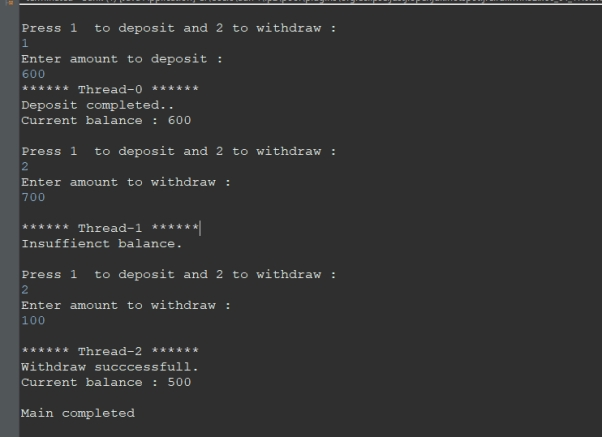 Press 1  to deposit and 2 to withdraw :
1
Enter amount to deposit :
600
****** Thread-0 ******
Deposit completed..
Current balance : 600
Press 1  to deposit and 2 to withdraw :
2
Enter amount to withdraw :
700
****** Thread-1 ******
Insuffienct balance.
Press 1  to deposit and 2 to withdraw :
2
Enter amount to withdraw :
100
****** Thread-2 ******
Withdraw succcessfull.
Current balance : 500
Main completed